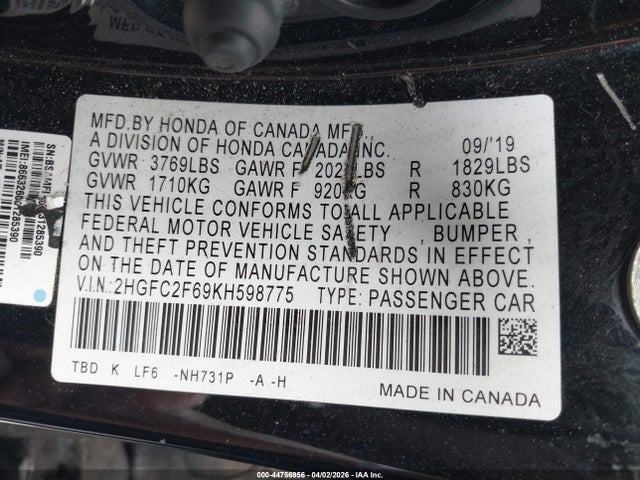 MFD.BY HONDA OF CANADA MFG.,
A DIVISION OF HONDA CANADA INC. 09/'19
GVWR 3769LBS GAWR F 2028LBS R 1829LBS
GVWR 1710KG GAWR F 920KG R 830KG
THIS VEHICLE CONFORMS TO ALL APPLICABLE
FEDERAL MOTOR VEHICLE SAFETY , BUMPER ,
AND THEFT PREVENTION STANDARDS IN EFFECT
ON THE DATE OF MANUFACTURE SHOWN ABOVE.
V.I.N.: 2HGFC2F69KH598775 TYPE: PASSENGER CAR
TBD K LF6 -NH731P -A -H
MADE IN CANADA
000-44756956 | 04/02/2026 - IAA Inc.